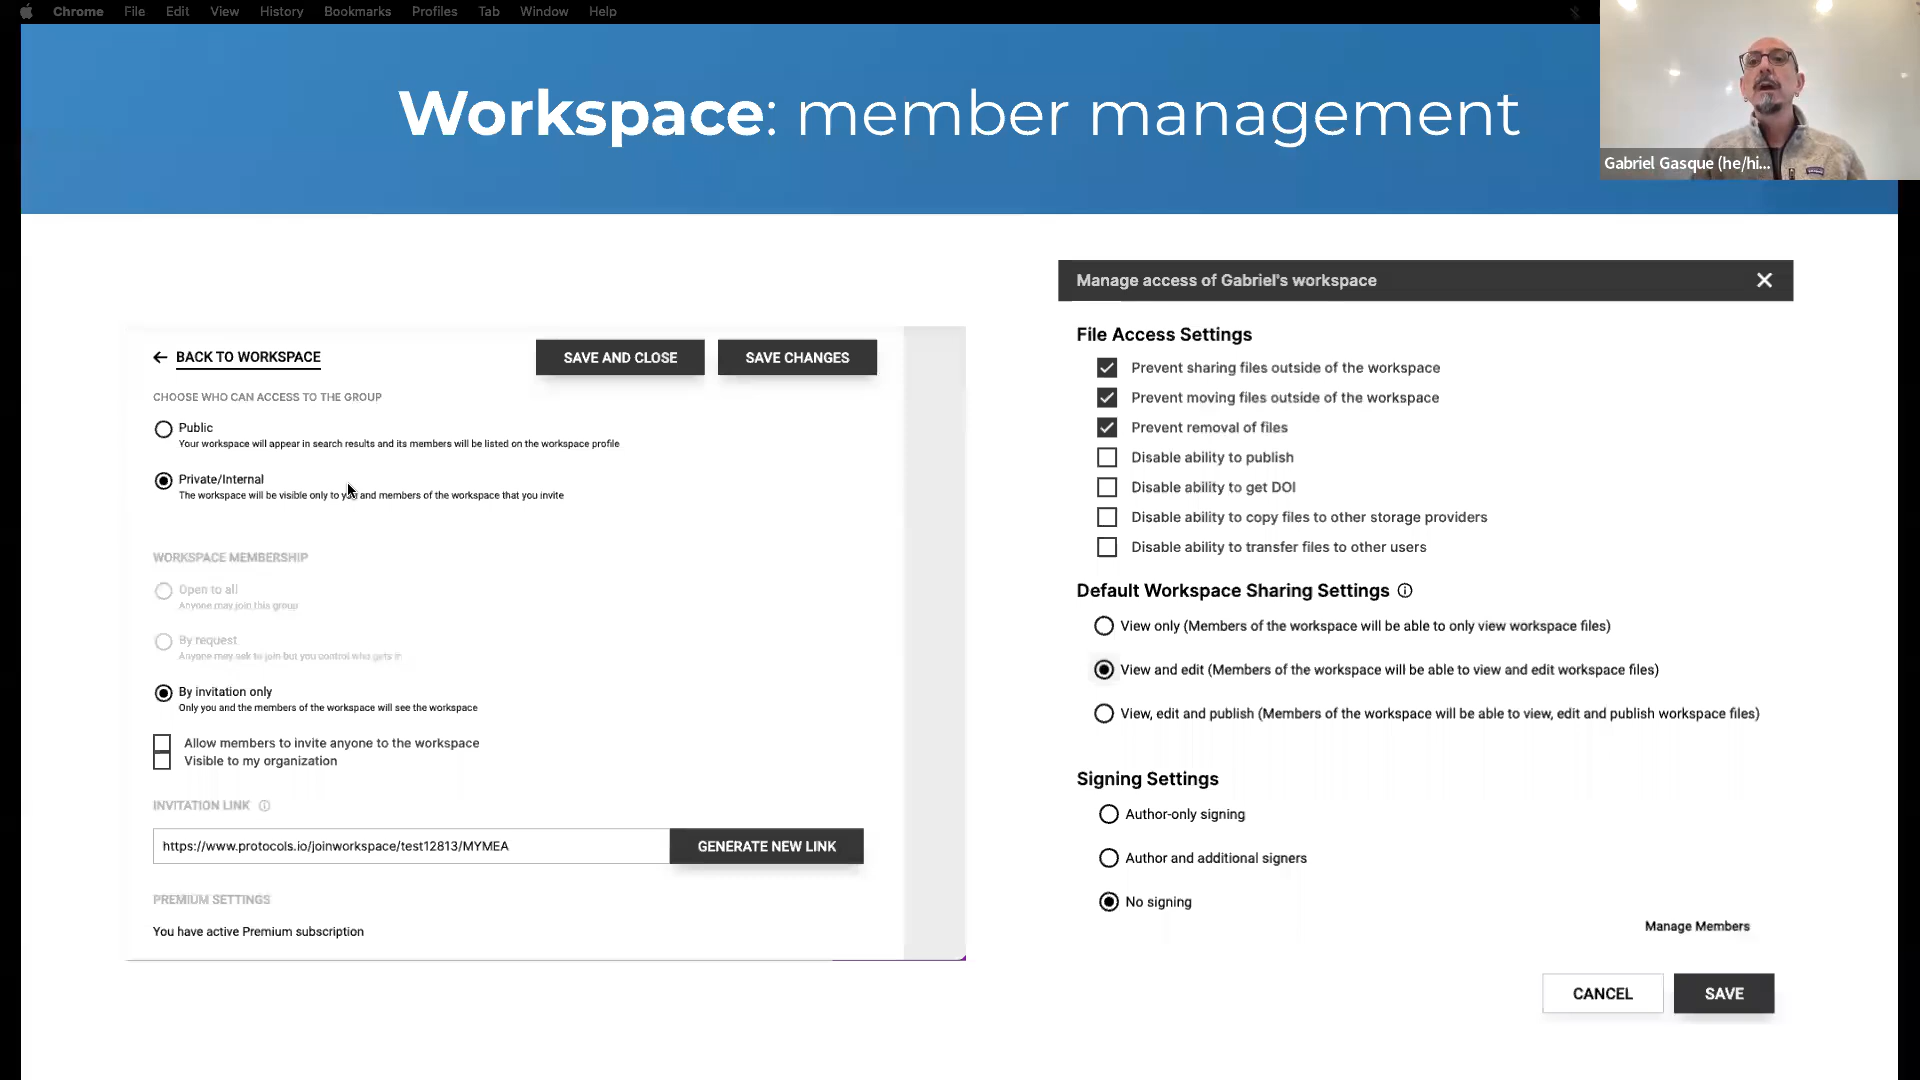 Chrome File Edit View History Bookmarks Profiles Tab Window Help
Workspace: member management
Gabriel Gasque (he/hi...
BACK TO WORKSPACE
SAVE AND CLOSE
SAVE CHANGES
CHOOSE WHO CAN ACCESS TO THE GROUP
Public
Your workspace will appear in search results and its members will be listed on the workspace profile
Private/Internal
The workspace will be visible only to you and members of the workspace that you invite
WORKSPACE MEMBERSHIP
Open to all
Anyone may join this group
By request
Anyone may ask to join but you control who gets in
By invitation only
Only you and the members of the workspace will see the workspace
Allow members to invite anyone to the workspace
Visible to my organization
INVITATION LINK
https://www.protocols.io/joinworkspace/test12813/MYMEA
GENERATE NEW LINK
PREMIUM SETTINGS
You have active Premium subscription
Manage access of Gabriel's workspace
File Access Settings
Prevent sharing files outside of the workspace
Prevent moving files outside of the workspace
Prevent removal of files
Disable ability to publish
Disable ability to get DOI
Disable ability to copy files to other storage providers
Disable ability to transfer files to other users
Default Workspace Sharing Settings
View only (Members of the workspace will be able to only view workspace files)
View and edit (Members of the workspace will be able to view and edit workspace files)
View, edit and publish (Members of the workspace will be able to view, edit and publish workspace files)
Signing Settings
Author-only signing
Author and additional signers
No signing
Manage Members
CANCEL
SAVE